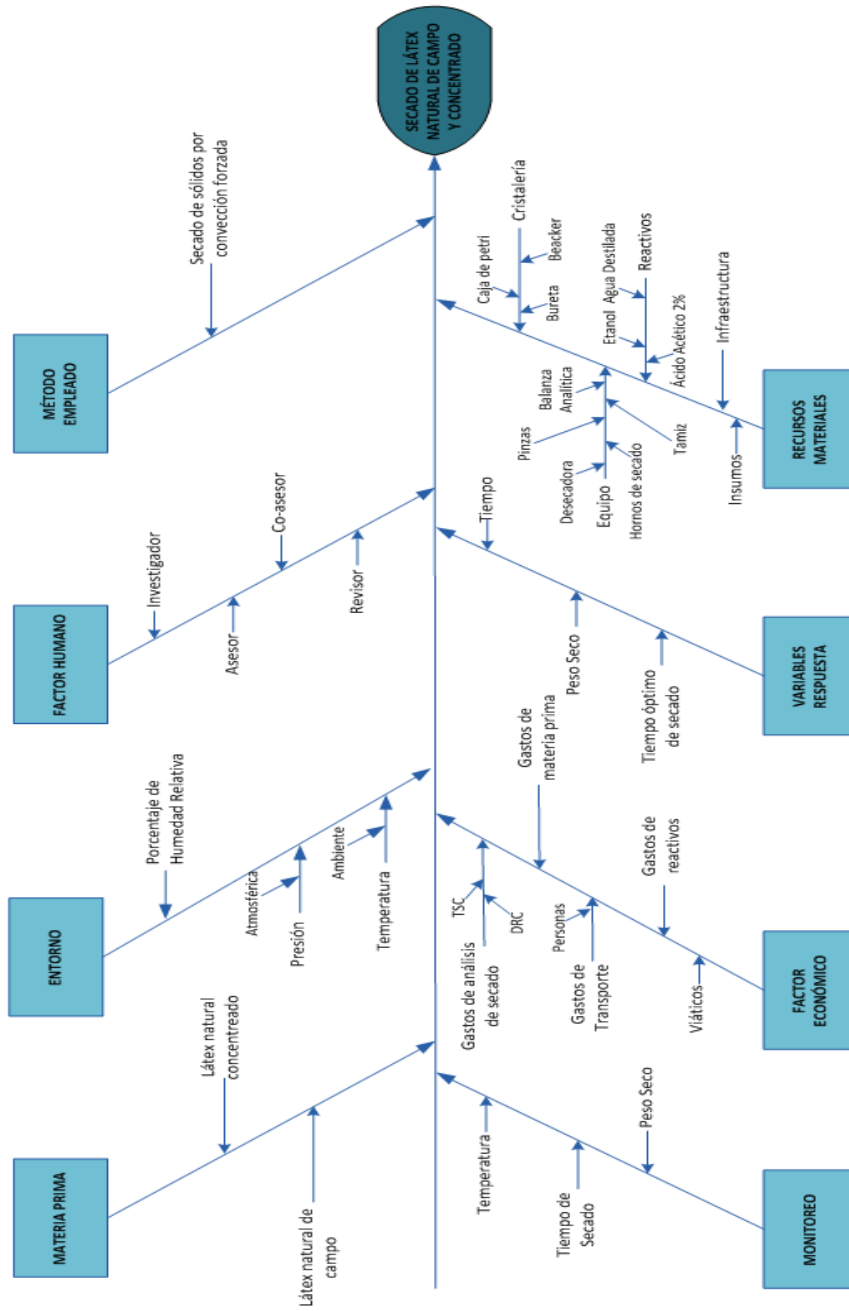 MATERIA PRIMA
Látex natural
concentreado
Látex natural de
campo
ENTORNO
Porcentaje de
Humedad Relativa
Atmosférica
Presión
Ambiente
Temperatura
FACTOR HUMANO
Investigador
Asesor
Co-asesor
Revisor
MÉTODO
EMPLEADO
Secado de sólidos por
convección forzada
SECADO DE LÁTEX
NATURAL DE CAMPO
Y CONCENTRADO
Temperatura
Tiempo de
Secado
Peso Seco
MONITOREO
TSC
Gastos de análisis
de secado
DRC
Gastos de
materia prima
Personas
Gastos de
Transporte
Gastos de
reactivos
Viáticos
FACTOR
ECONÓMICO
Tiempo
Peso Seco
Tiempo óptimo
de secado
VARIABLES
RESPUESTA
Caja de petri
Cristalería
Bureta
Beacker
Desecadora
Pinzas
Balanza
Analítica
Equipo
Hornos de secado
Tamiz
Etanol
Agua Destilada
Reactivos
Ácido Acético 2%
Infraestructura
Insumos
RECURSOS
MATERIALES